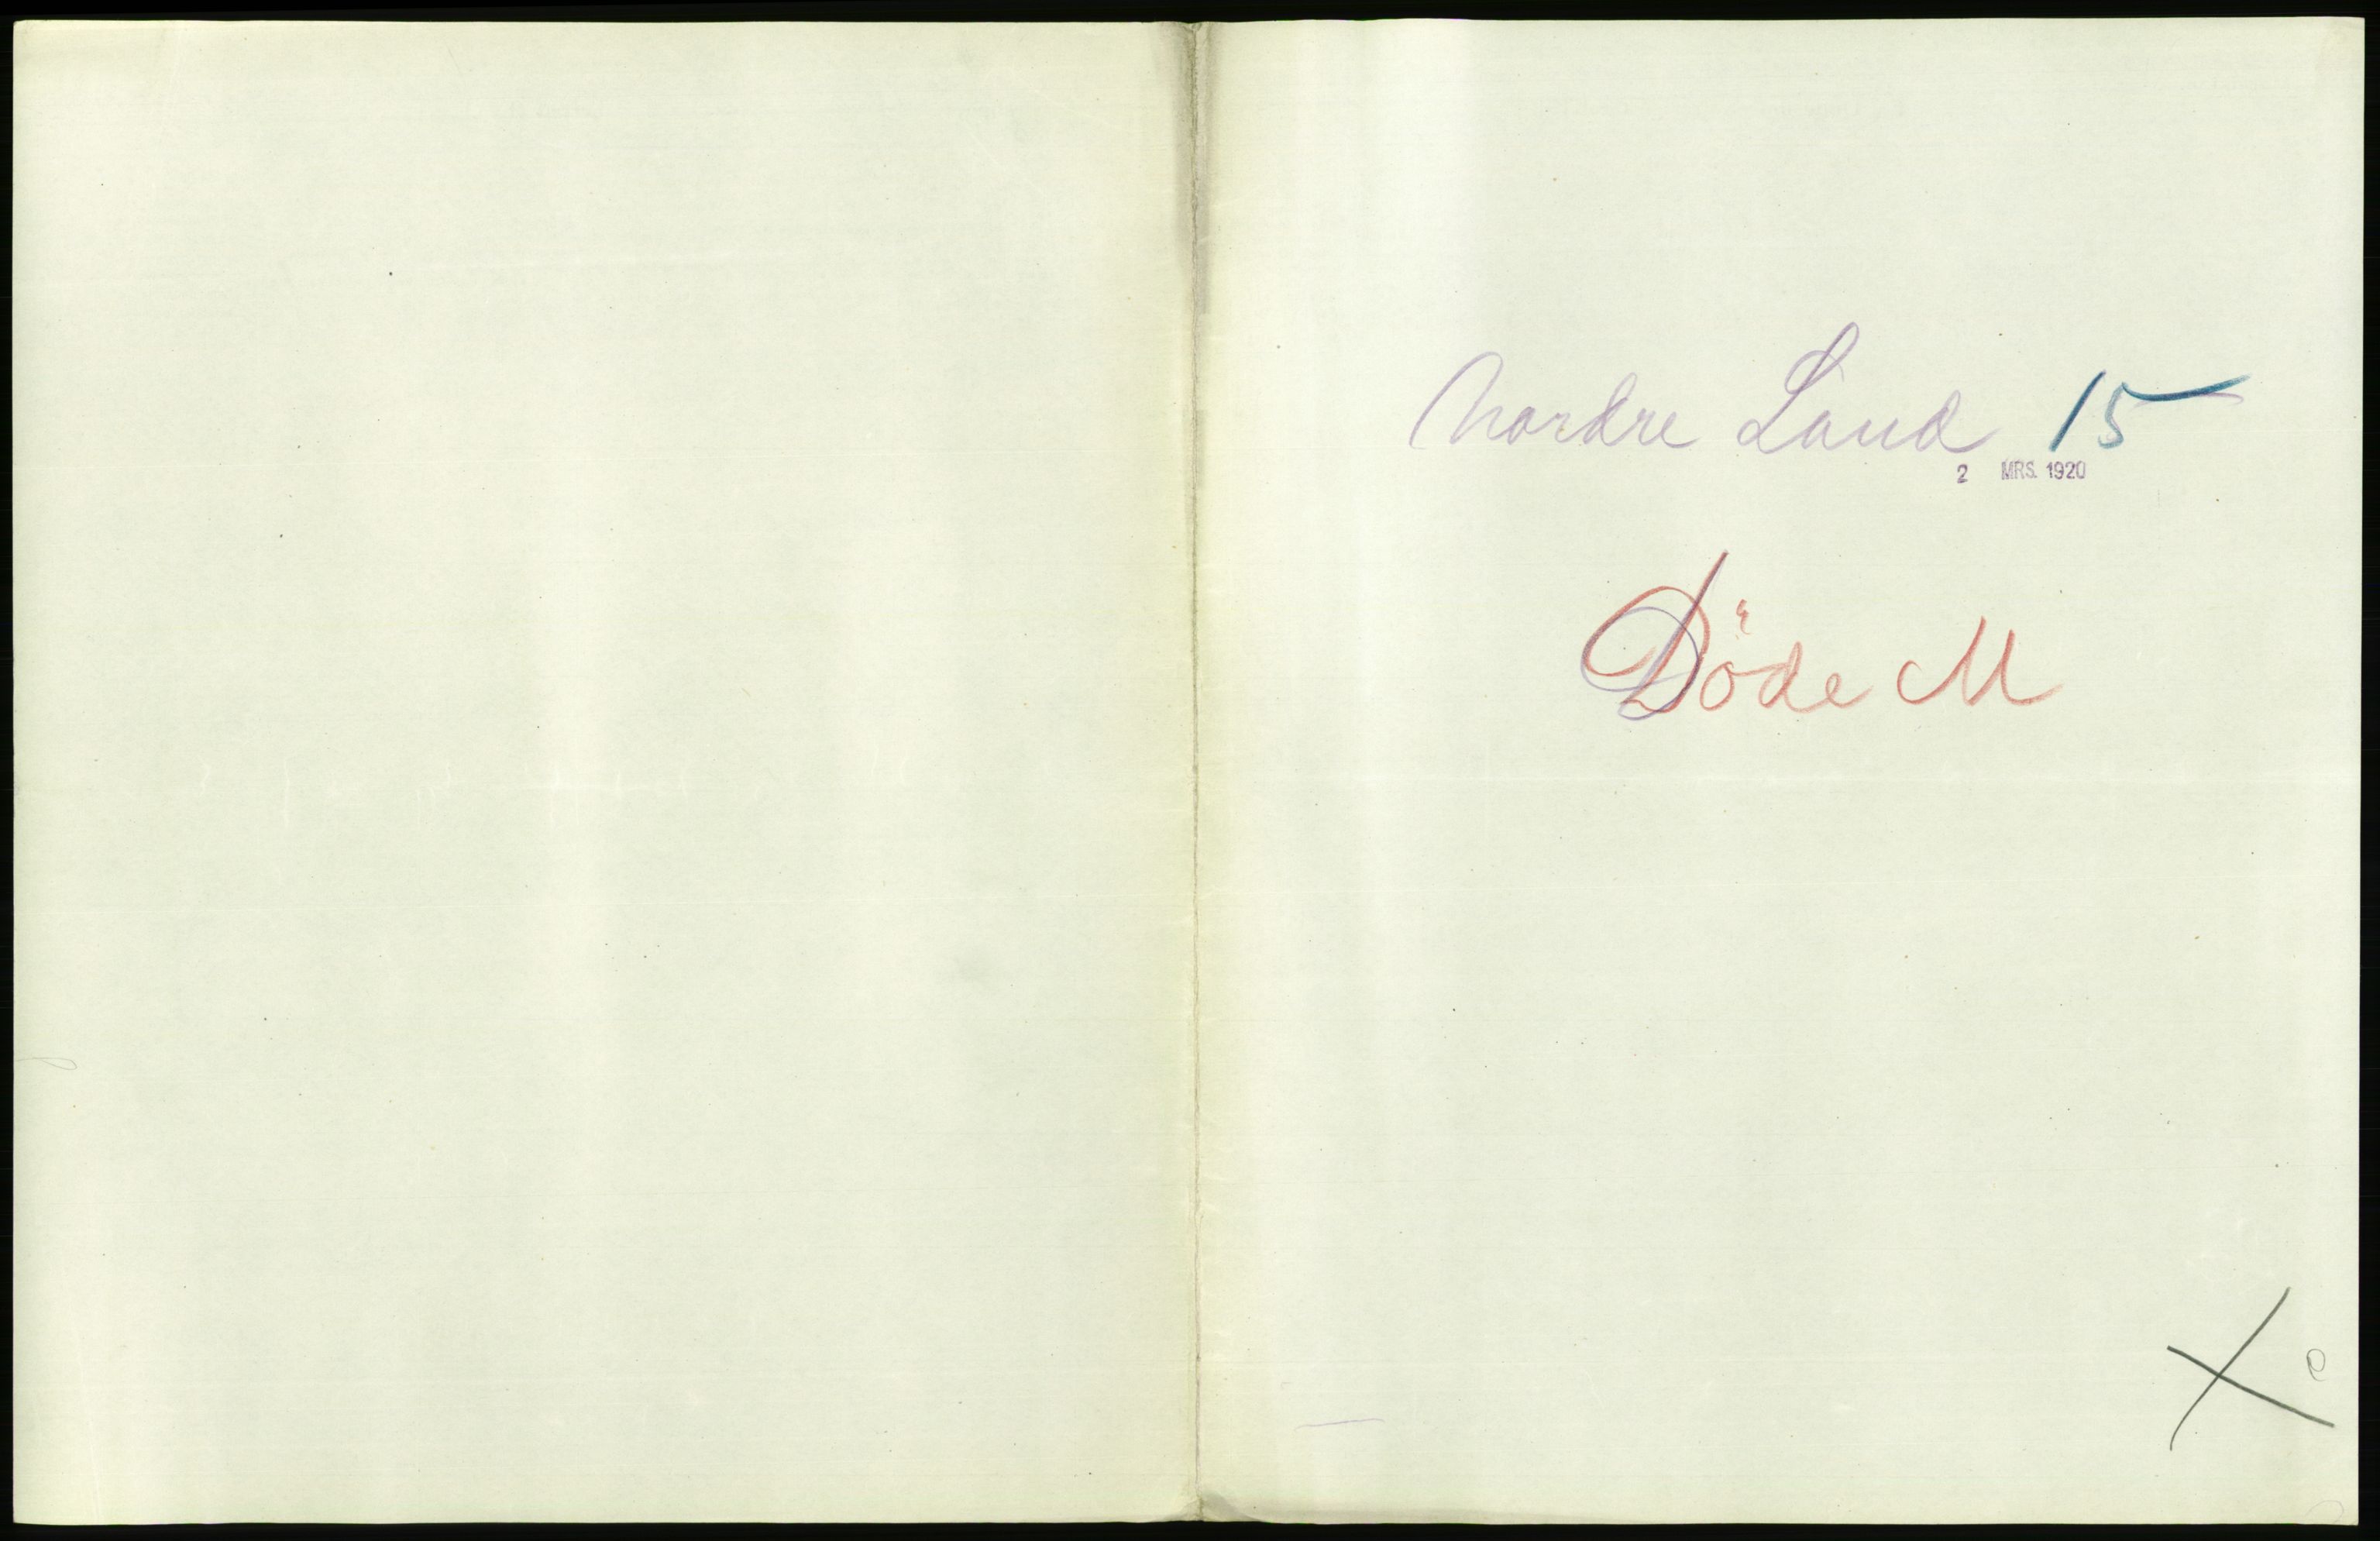 Nordre Land 15
2 MRS. 1920
Döde M
X